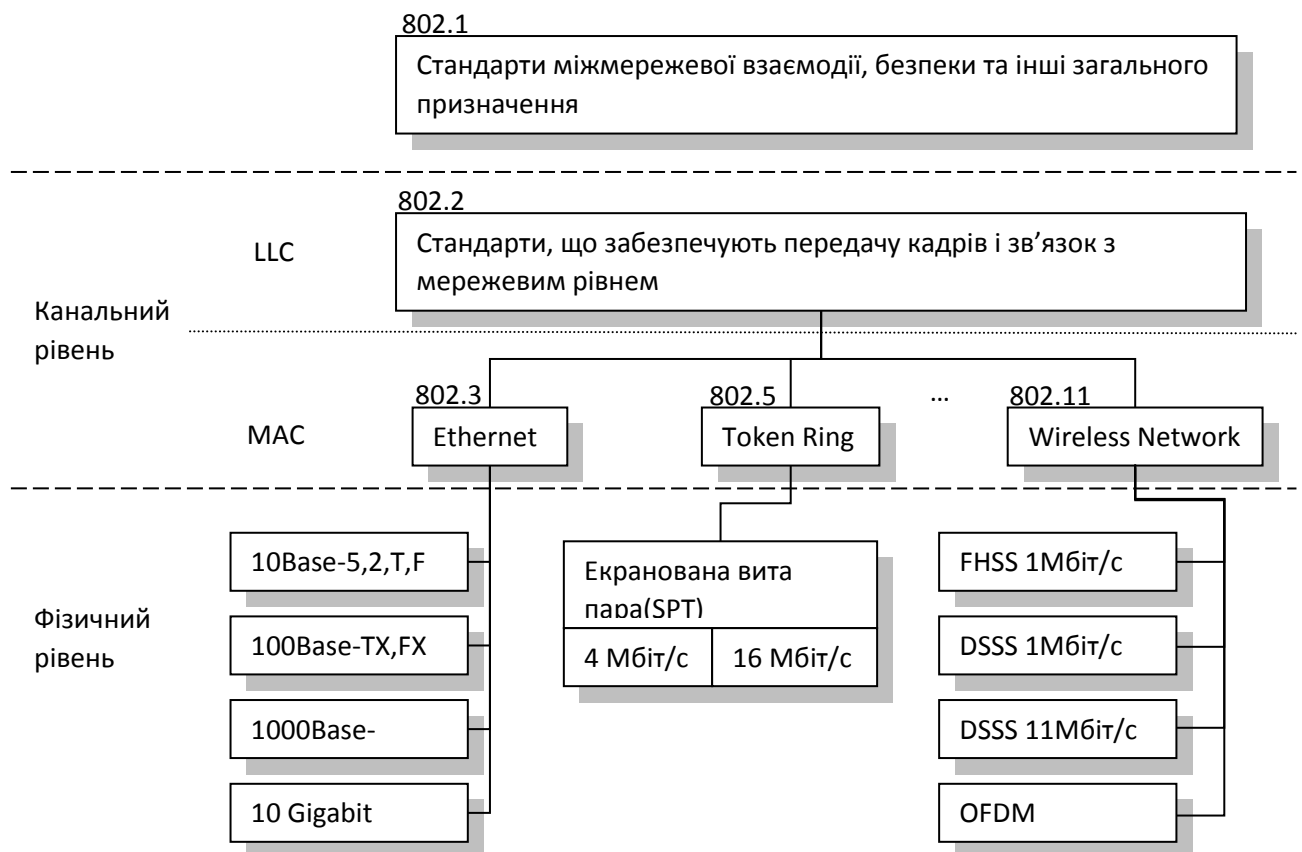 802.1
Стандарти міжмережевої взаємодії, безпеки та інші загального
призначення
802.2
Стандарти, що забезпечують передачу кадрів і зв’язок з
мережевим рівнем
LLC
Канальний
рівень
802.3
802.5
...
802.11
MAC
Ethernet
Token Ring
Wireless Network
Фізичний
рівень
10Base-5,2,T,F
100Base-TX,FX
1000Base-
10 Gigabit
Екранована вита
пара(SPT)
4 Мбіт/с
16 Мбіт/с
FHSS 1Мбіт/с
DSSS 1Мбіт/с
DSSS 11Мбіт/с
OFDM